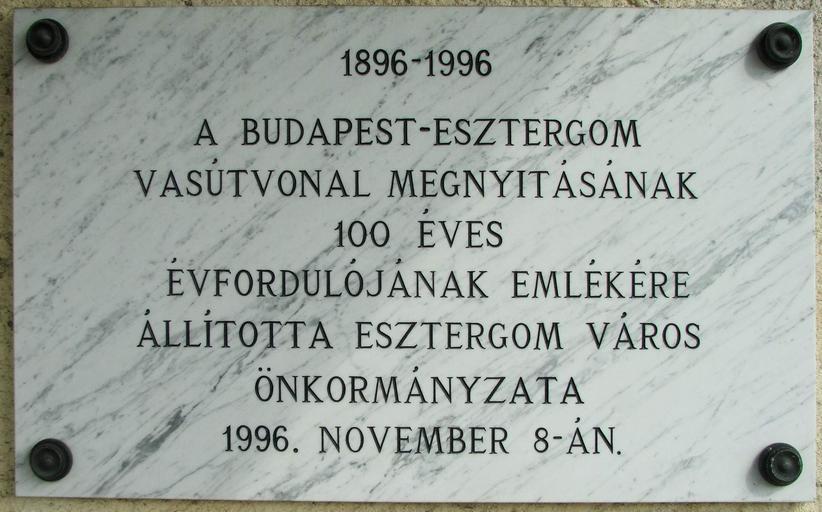 1896-1996
A BUDAPEST-ESZTERGOM
VASÚTVONAL MEGNYITÁSÁNAK
100 ÉVES
ÉVFORDULÓJÁNAK EMLÉKÉRE
ÁLLÍTOTTA ESZTERGOM VÁROS
ÖNKORMÁNYZATA
1996. NOVEMBER 8-ÁN.